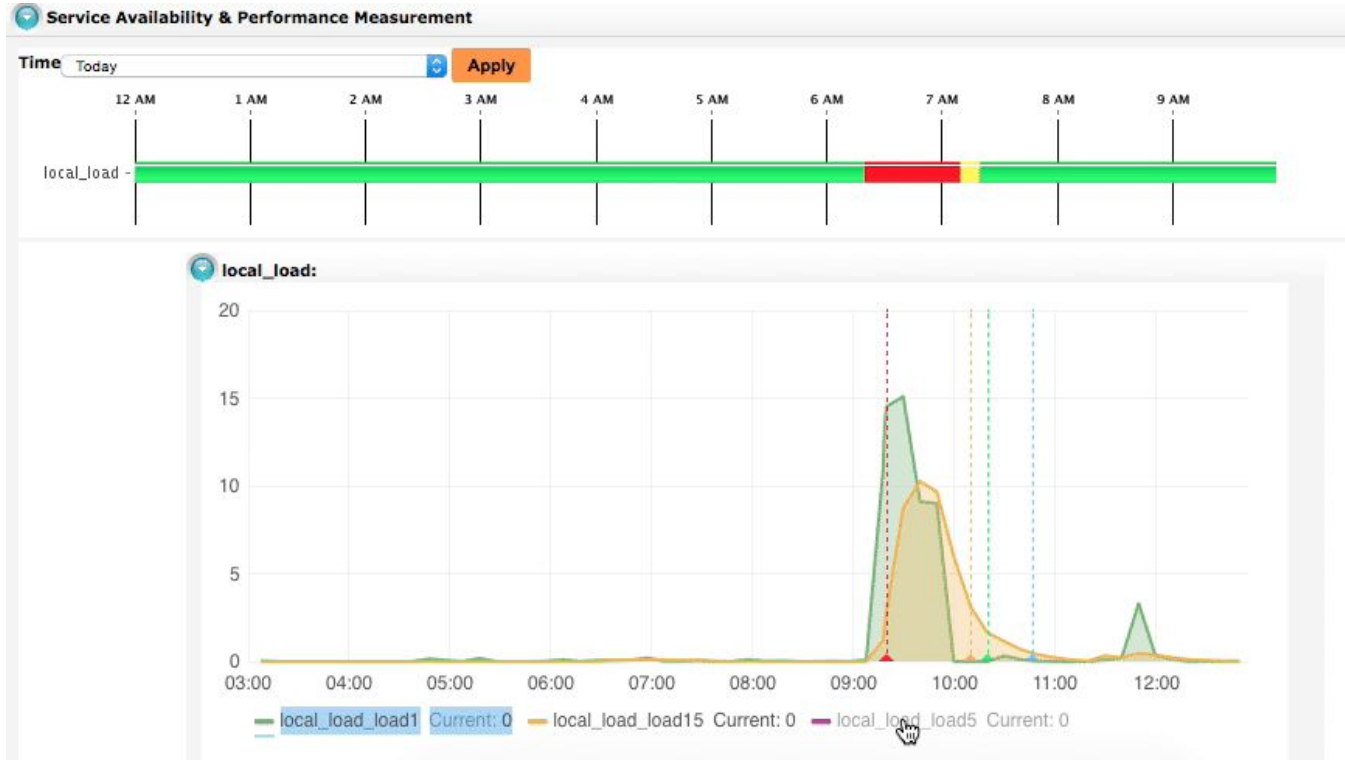 Service Availability & Performance Measurement
Time Today Apply
12 AM 1 AM 2 AM 3 AM 4 AM 5 AM 6 AM 7 AM 8 AM 9 AM
local_load
local_load:
20
15
10
5
0
03:00 04:00 05:00 06:00 07:00 08:00 09:00 10:00 11:00 12:00
local_load_load1 Current: 0 local_load_load15 Current: 0 local_load_load5 Current: 0